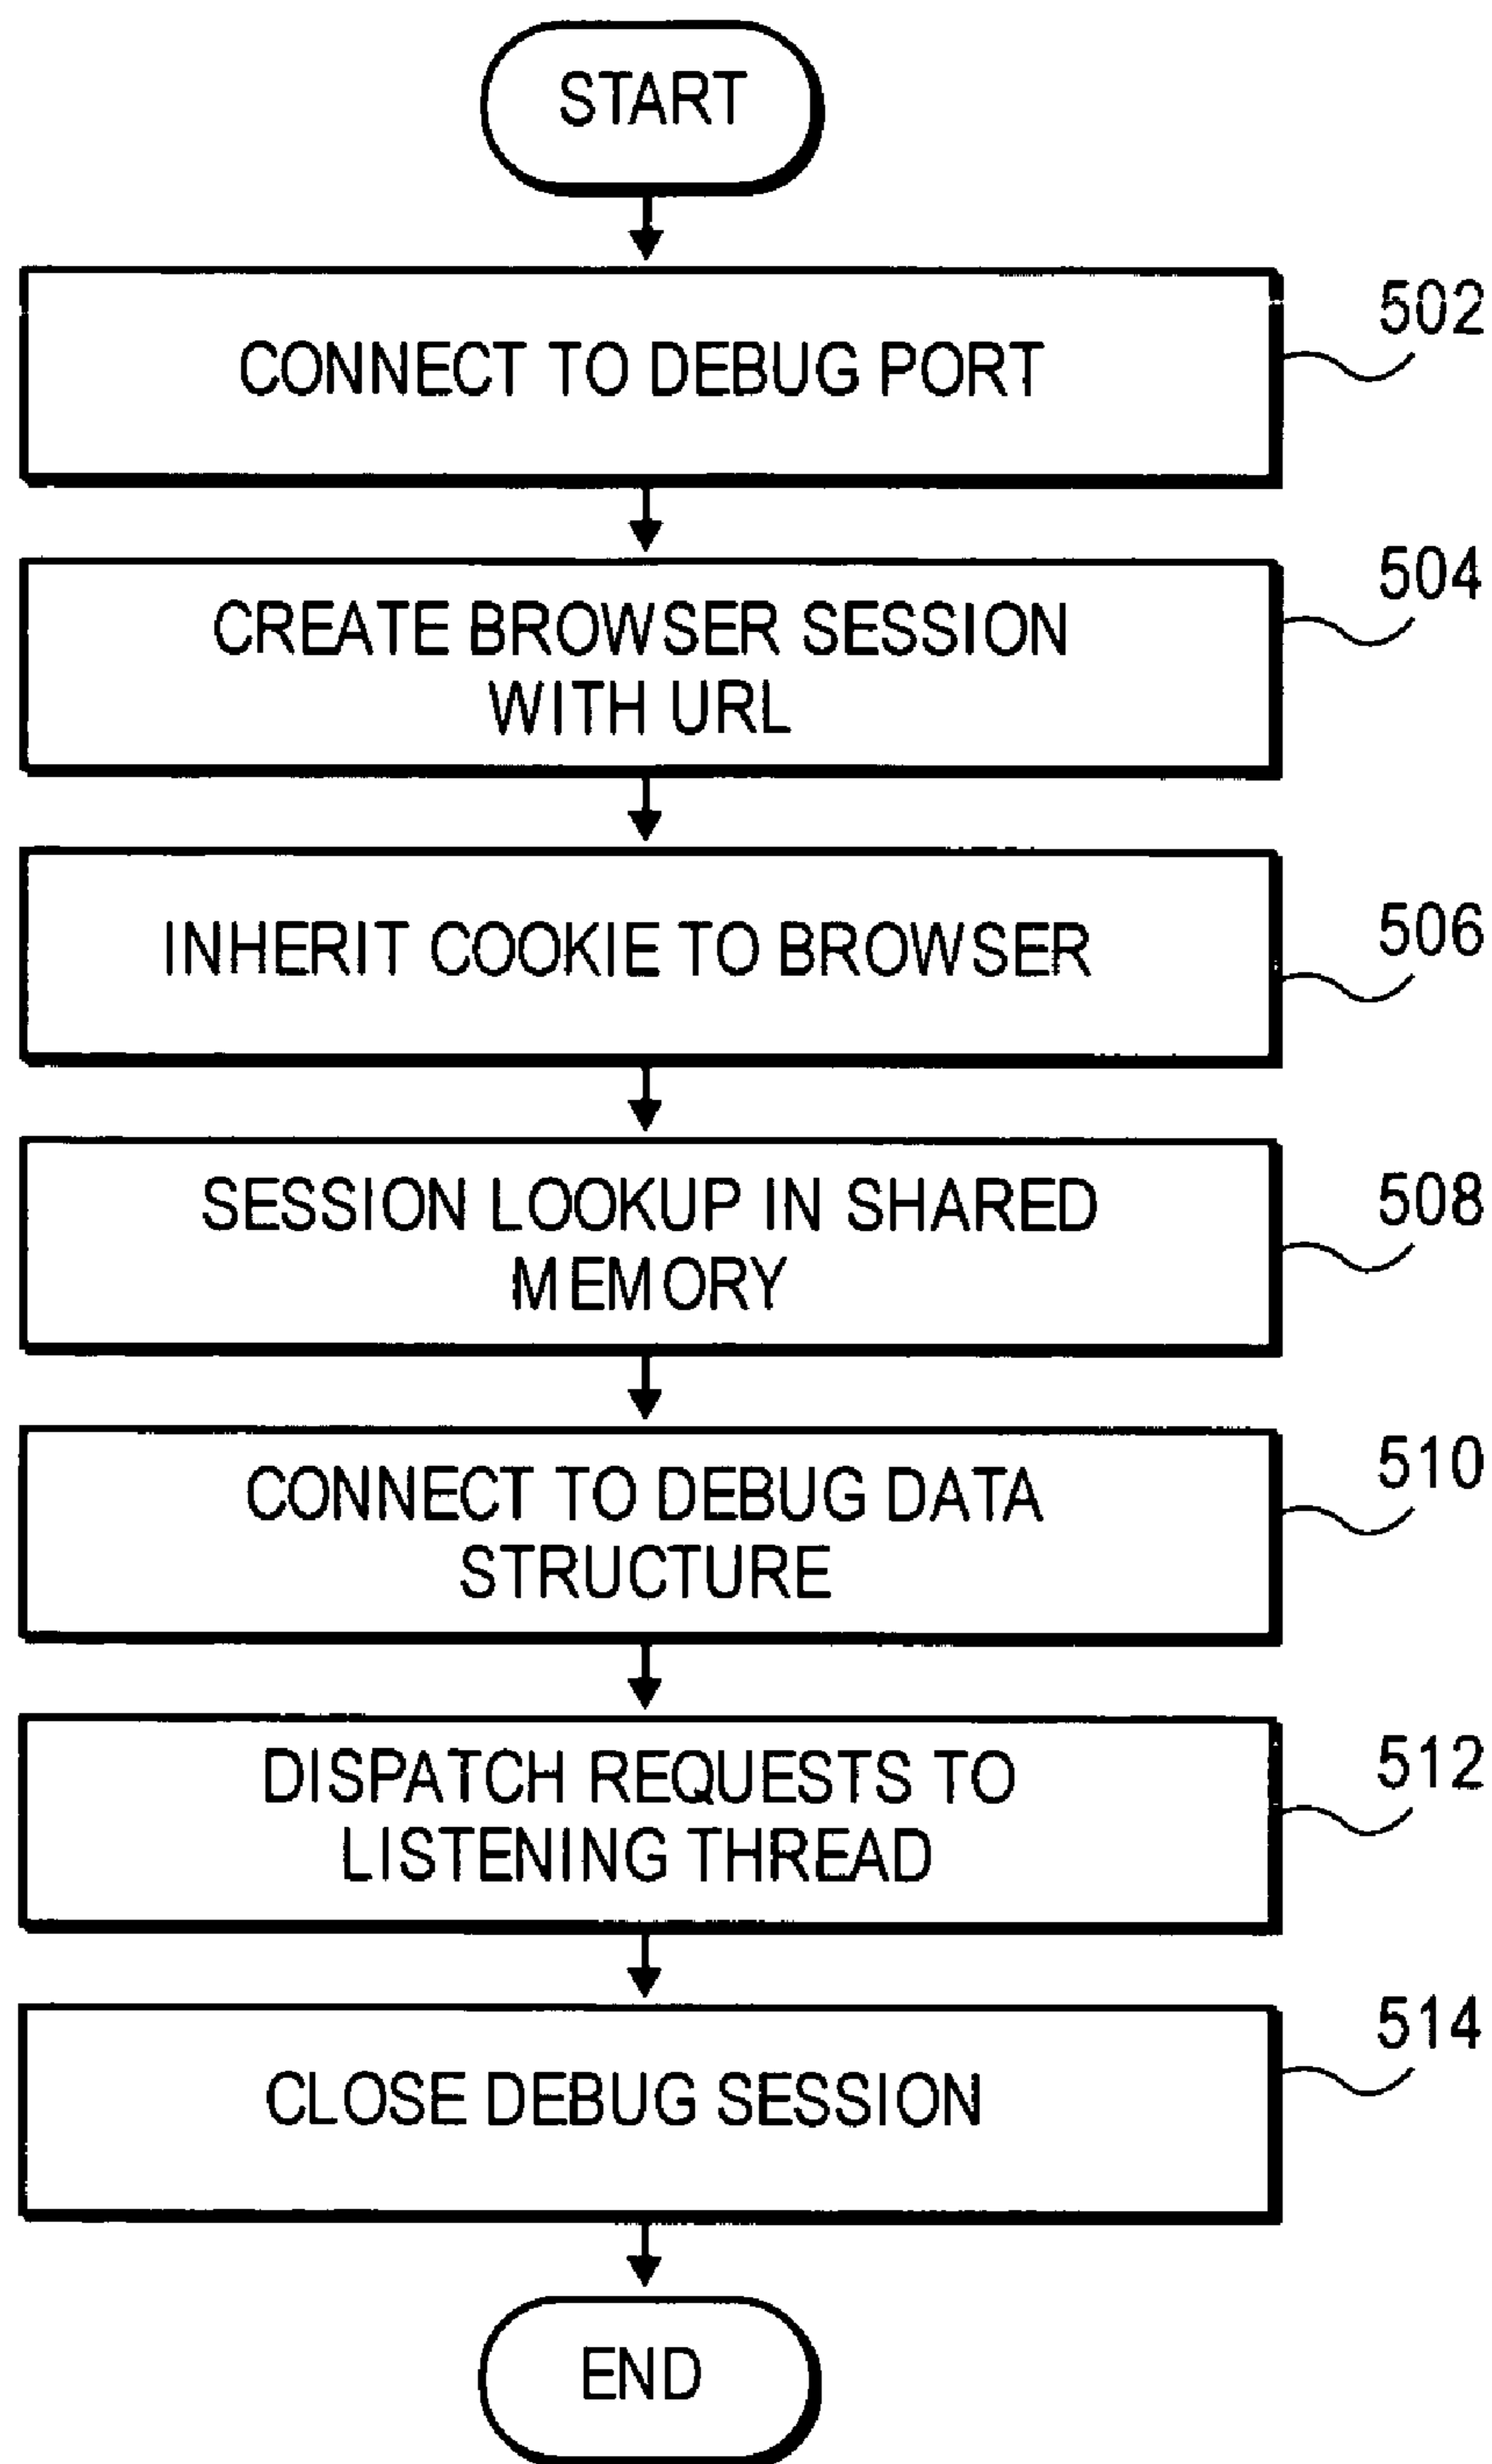 START
CONNECT TO DEBUG PORT
502
CREATE BROWSER SESSION
WITH URL
504
INHERIT COOKIE TO BROWSER
506
SESSION LOOKUP IN SHARED
MEMORY
508
CONNECT TO DEBUG DATA
STRUCTURE
510
DISPATCH REQUESTS TO
LISTENING THREAD
512
CLOSE DEBUG SESSION
514
END